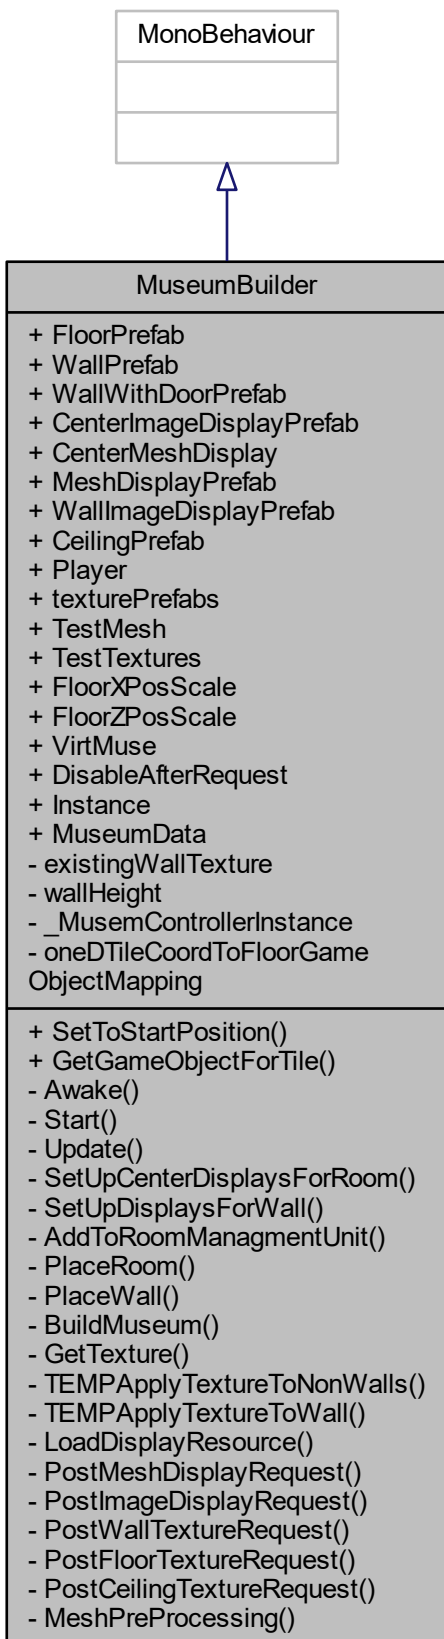 MonoBehaviour
MuseumBuilder
+ FloorPrefab
+ WallPrefab
+ WallWithDoorPrefab
+ CenterImageDisplayPrefab
+ CenterMeshDisplay
+ MeshDisplayPrefab
+ WallImageDisplayPrefab
+ CeilingPrefab
+ Player
+ texturePrefabs
+ TestMesh
+ TestTextures
+ FloorXPosScale
+ FloorZPosScale
+ VirtMuse
+ DisableAfterRequest
+ Instance
+ MuseumData
- existingWallTexture
- wallHeight
- _MusemControllerInstance
- oneDTileCoordToFloorGame
ObjectMapping
+ SetToStartPosition()
+ GetGameObjectForTile()
- Awake()
- Start()
- Update()
- SetUpCenterDisplaysForRoom()
- SetUpDisplaysForWall()
- AddToRoomManagmentUnit()
- PlaceRoom()
- PlaceWall()
- BuildMuseum()
- GetTexture()
- TEMPApplyTextureToNonWalls()
- TEMPApplyTextureToWall()
- LoadDisplayResource()
- PostMeshDisplayRequest()
- PostImageDisplayRequest()
- PostWallTextureRequest()
- PostFloorTextureRequest()
- PostCeilingTextureRequest()
- MeshPreProcessing()